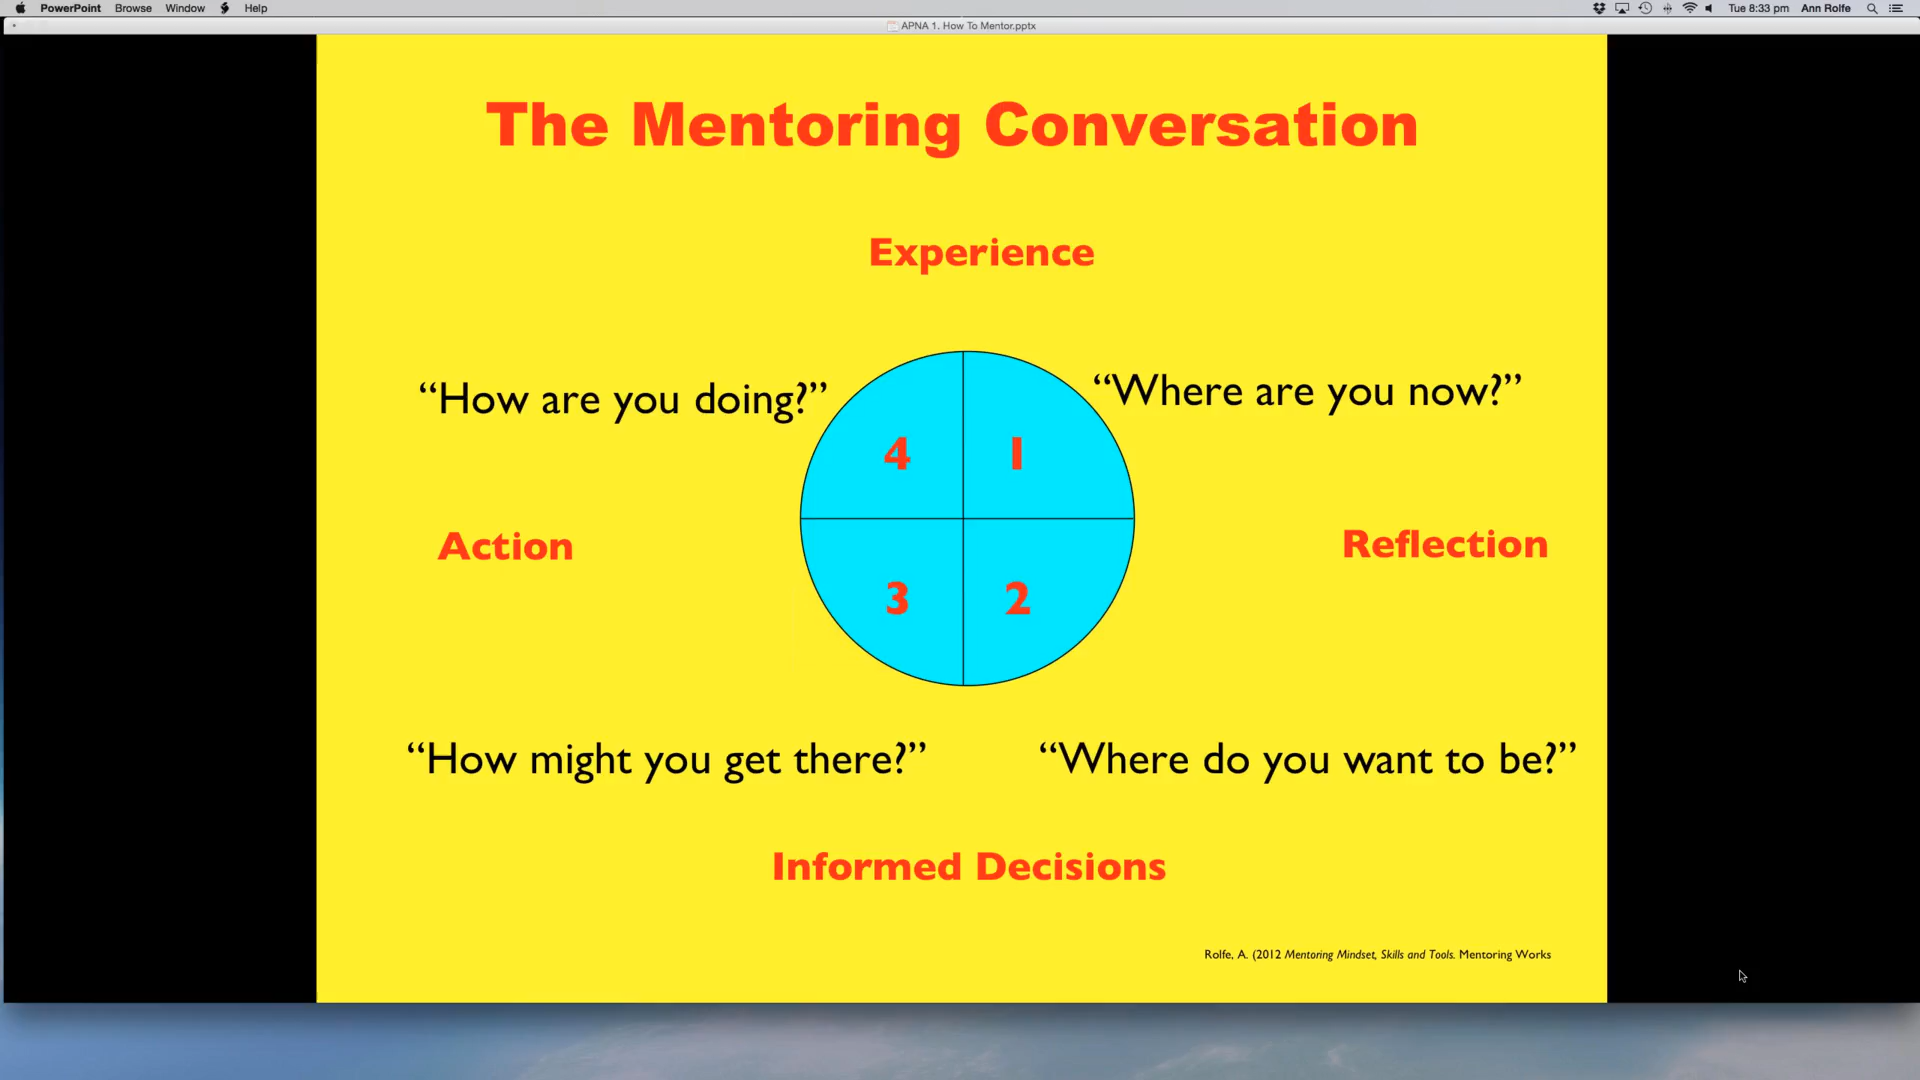 PowerPoint Browse Window Help
Tue 8:33 pm Ann Rolfe
APNA 1. How To Mentor.pptx
The Mentoring Conversation
Experience
“How are you doing?” “Where are you now?”
4 1
Action Reflection
3 2
“How might you get there?” “Where do you want to be?”
Informed Decisions
Rolfe, A. (2012 Mentoring Mindset, Skills and Tools. Mentoring Works